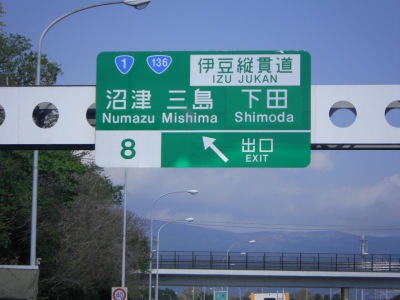 1 136 伊豆縦貫道
IZU JUKAN
沼津 三島 下田
Numazu Mishima Shimoda
8 出口
EXIT
40